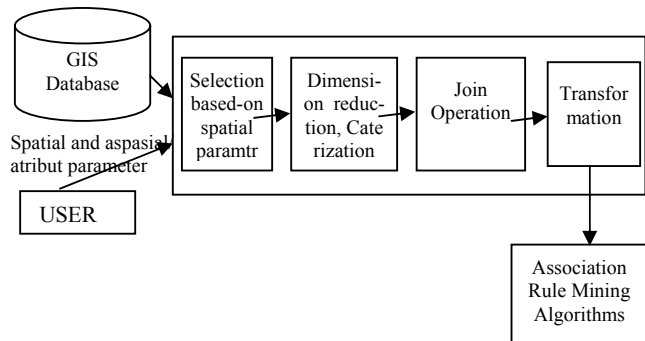 GIS
Database
Selection
based-on
spatial
paramtr
Dimensi-
on reduc-
tion, Cate
rization
Join
Operation
Transfor
mation
Spatial and aspasial/
atribut parameter
USER
Association
Rule Mining
Algorithms